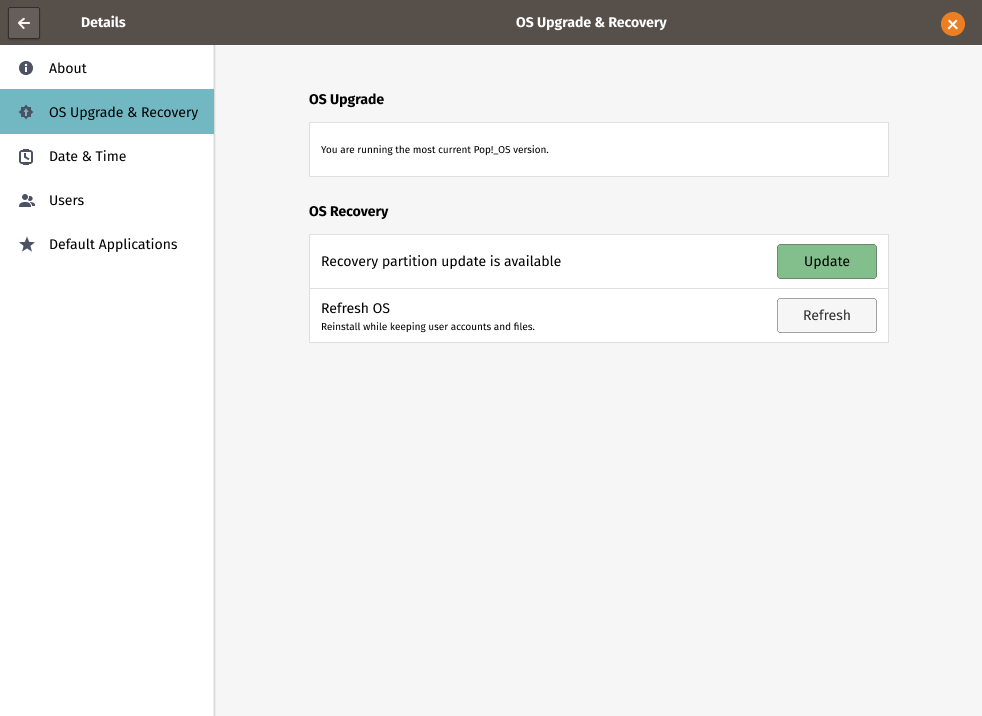 Details
OS Upgrade & Recovery
About
OS Upgrade & Recovery
Date & Time
Users
Default Applications
OS Upgrade
You are running the most current Pop!_OS version.
OS Recovery
Recovery partition update is available
Update
Refresh OS
Reinstall while keeping user accounts and files.
Refresh